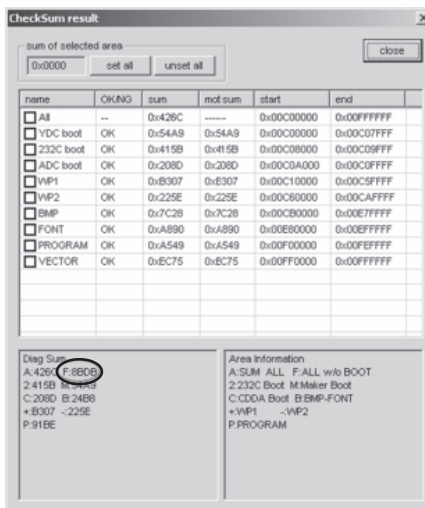 CheckSum result
sum of selected area
0x0000 set all unset all close
name OK/NG sum mot sum start end
All -- 0x426C ------ 0x00C00000 0x00FFFFFF
YDC boot OK 0x54A9 0x54A9 0x00C00000 0x00C07FFF
232C boot OK 0x415B 0x415B 0x00C08000 0x00C09FFF
ADC boot OK 0x208D 0x208D 0x00C0A000 0x00C0FFFF
WP1 OK 0xB307 0xB307 0x00C10000 0x00C5FFFF
WP2 OK 0x225E 0x225E 0x00C60000 0x00CAFFFF
BMP OK 0x7C28 0x7C28 0x00CB0000 0x00E7FFFF
FONT OK 0xA890 0xA890 0x00E80000 0x00EFFFFF
PROGRAM OK 0xA549 0xA549 0x00F00000 0x00FEFFFF
VECTOR OK 0xEC75 0xEC75 0x00FF0000 0x00FFFFFF
Diag Sum
A:426C F:8BDB
2:415B M:54A9
C:208D B:24B8
+:B307 -:225E
P:91BE
Area Information
A:SUM ALL F:ALL w/o BOOT
2:232C Boot M:Maker Boot
C:CDDA Boot B:BMP-FONT
+:WP1 -:WP2
P:PROGRAM